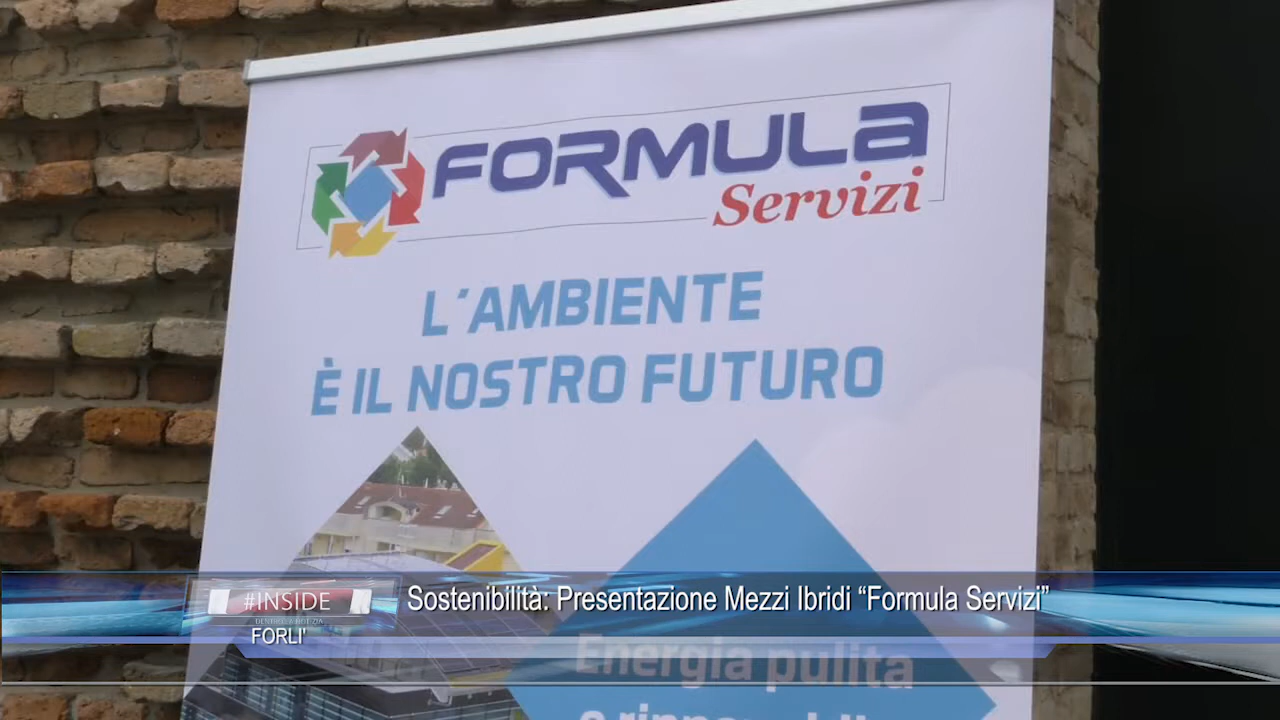 FORMULA
Servizi
L'AMBIENTE
È IL NOSTRO FUTURO
#INSIDE
Sostenibilità: Presentazione Mezzi Ibridi “Formula Servizi”
FORLI'
Energia pulita